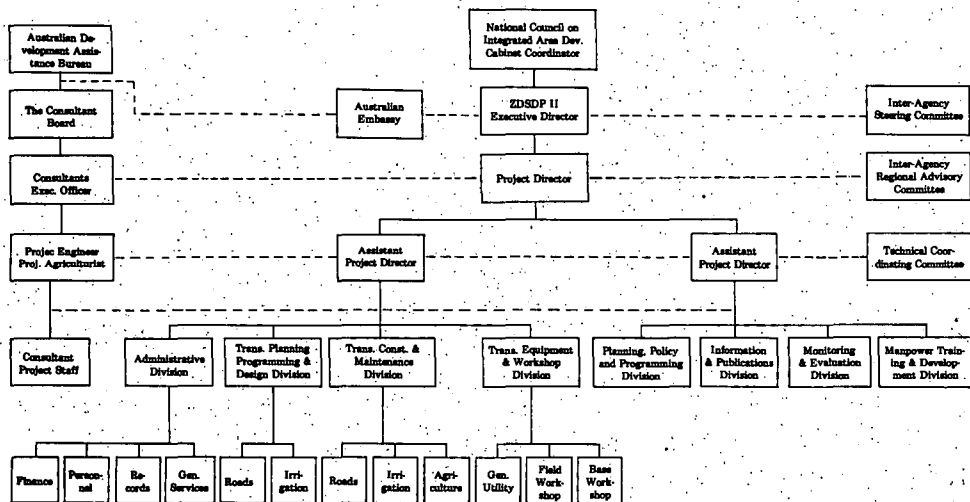 Australian De-
velopment Assis-
tance Bureau
National Council on
Integrated Area Dev.
Cabinet Coordinator
The Consultant
Board
Australian
Embassy
ZDSDP II
Executive Director
Inter-Agency
Steering Committee
Consultants
Exec. Officer
Project Director
Inter-Agency
Regional Advisory
Committee
Projec Engineer
Proj. Agriculturist
Assistant
Project Director
Assistant
Project Director
Technical Coor-
dinating Committee
Consultant
Project Staff
Administrative
Division
Trans. Planning
Programming &
Design Division
Trans. Const. &
Maintenance
Division
Trans. Equipment
& Workshop
Division
Planning, Policy
and Programming
Division
Information
& Publications
Division
Monitoring
& Evaluation
Division
Manpower Train-
ing & Develop-
ment Division
Finance
Person-
nel
Re-
cords
Gen.
Services
Roads
Irri-
gation
Roads
Irri-
gation
Agri-
culture
Gen.
Utility
Field
Work-
shop
Base
Work-
shop